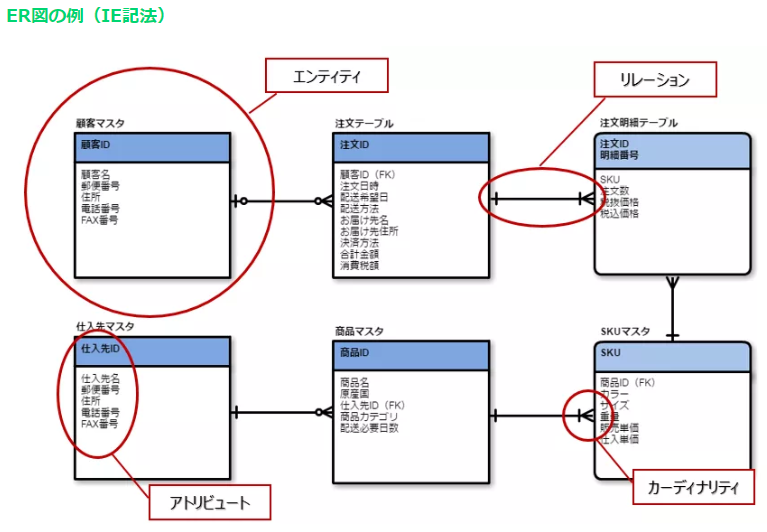 ER図の例（IE記法）
エンティティ
リレーション
顧客マスタ
顧客ID
顧客名
郵便番号
住所
電話番号
FAX番号
注文テーブル
注文ID
顧客ID（FK）
注文日時
配送希望日
配送方法
お届け先名
お届け先住所
決済方法
合計金額
消費税額
注文明細テーブル
注文ID
明細番号
SKU
注文数
税抜価格
税込価格
仕入先マスタ
仕入先ID
仕入先名
郵便番号
住所
電話番号
FAX番号
商品マスタ
商品ID
商品名
原産国
仕入先ID（FK）
商品カテゴリ
配送必要日数
SKUマスタ
SKU
商品ID（FK）
カラー
サイズ
重量
販売単価
仕入単価
アトリビュート
カーディナリティ